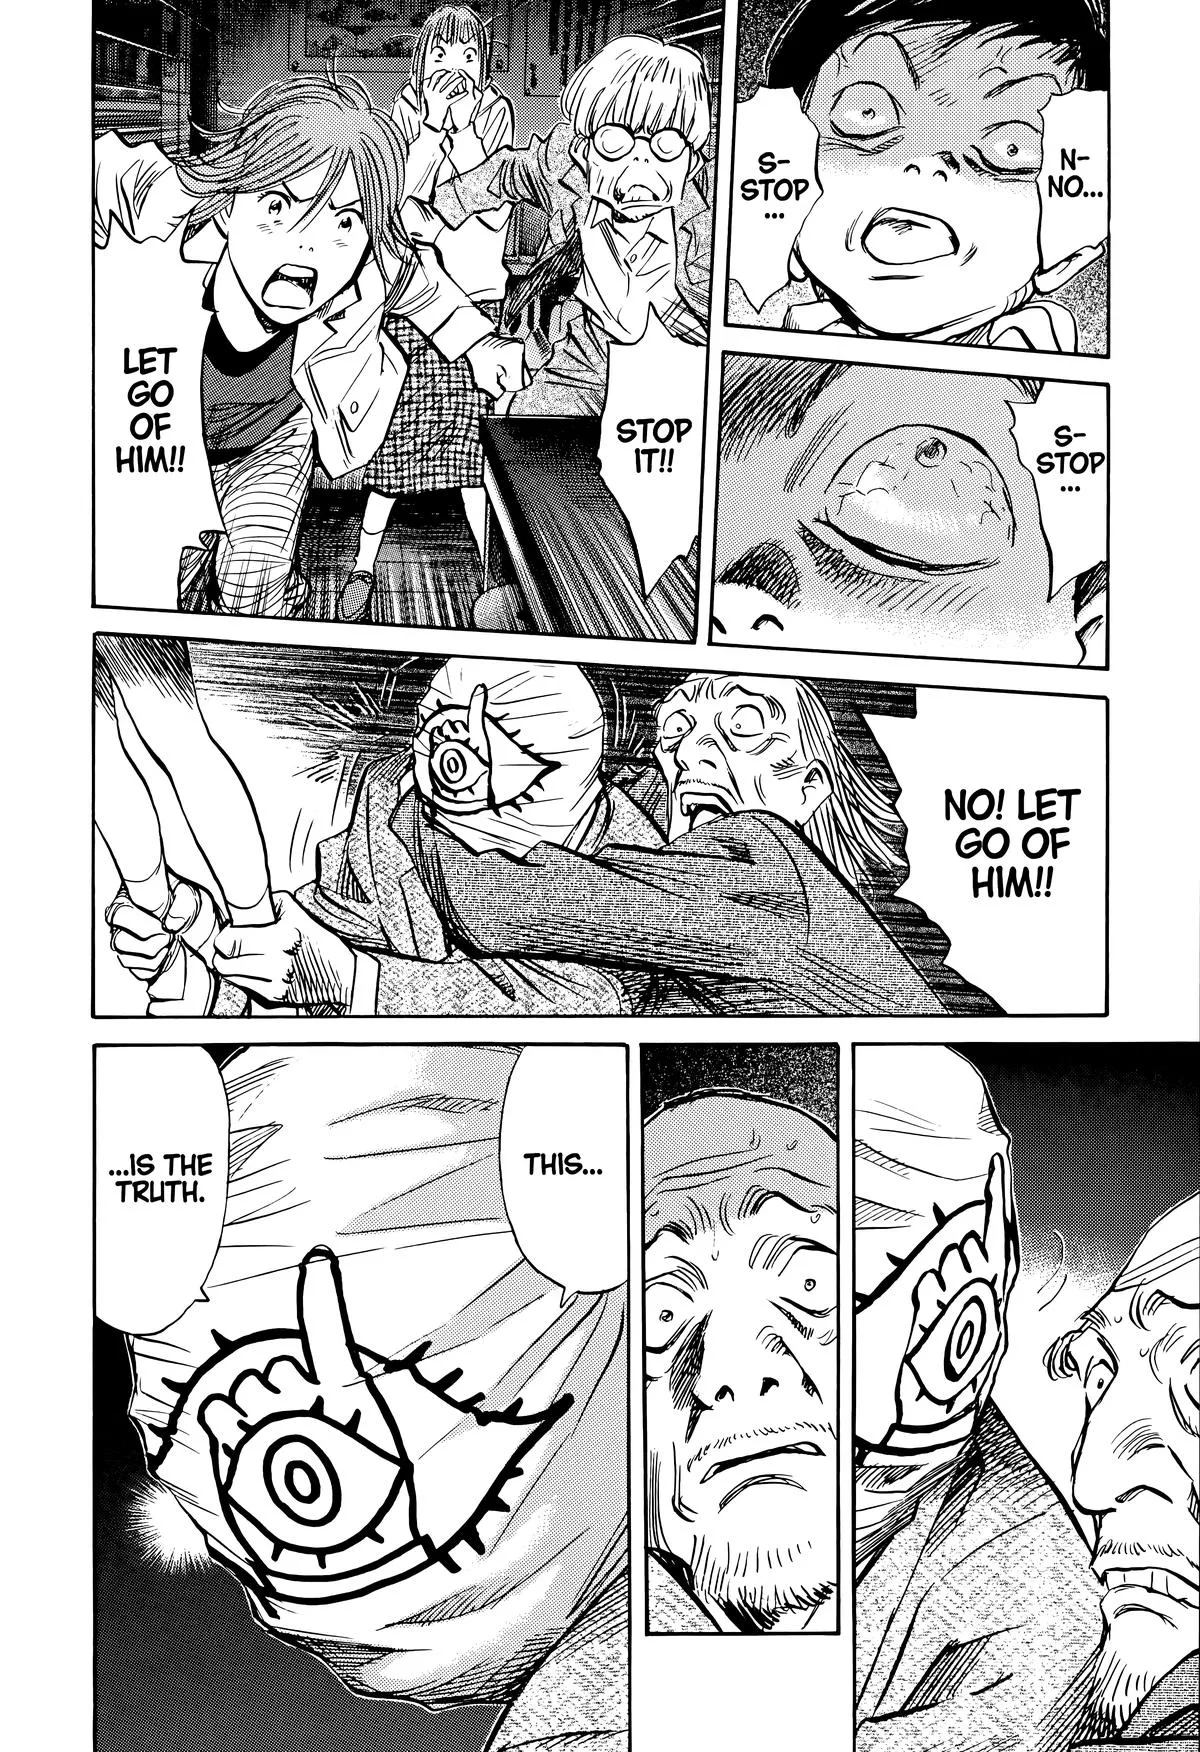 N-
NO...
S-
STOP
...
S-
STOP
...
STOP
IT!!
LET
GO
OF
HIM!!
NO! LET
GO OF
HIM!!
THIS...
...IS THE
TRUTH.